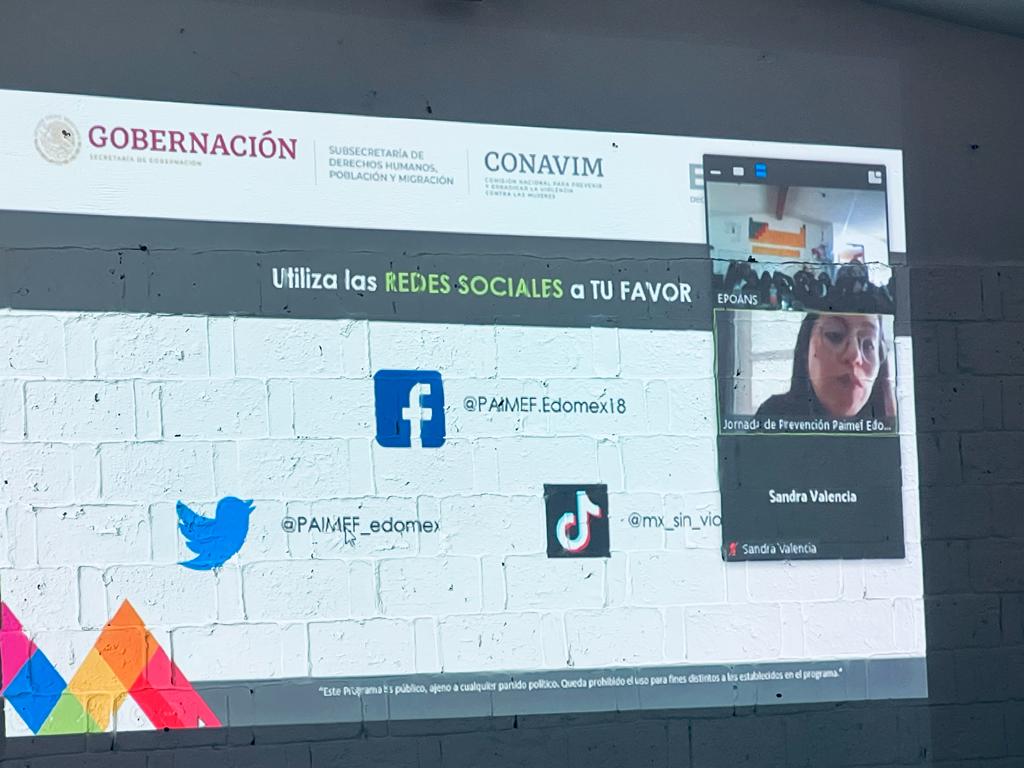 GOBERNACIÓN
SECRETARÍA DE GOBERNACIÓN
SUBSECRETARÍA DE
DERECHOS HUMANOS,
POBLACIÓN Y MIGRACIÓN
CONAVIM
COMISIÓN NACIONAL PARA PREVENIR
Y ERRADICAR LA VIOLENCIA
CONTRA LAS MUJERES
Utiliza las REDES SOCIALES a TU FAVOR
EPOANS
@PAIMEF.Edomex18
Jornada de Prevención Paimef Edo...
@PAIMEF_edomex
@mx_sin_vio
Sandra Valencia
Sandra Valencia
"Este Programa es público, ajeno a cualquier partido político. Queda prohibido el uso para fines distintos a los establecidos en el programa."